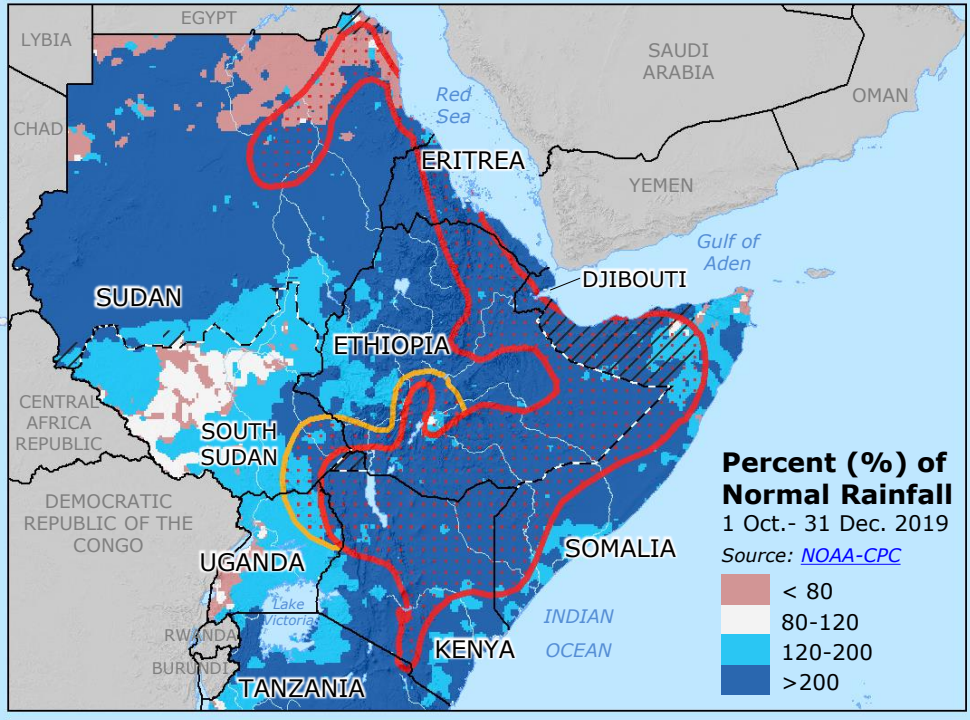 EGYPT
LYBIA
SAUDI
ARABIA
OMAN
Red
Sea
CHAD
ERITREA
YEMEN
Gulf of
Aden
DJIBOUTI
SUDAN
ETHIOPIA
CENTRAL
AFRICA
REPUBLIC
SOUTH
SUDAN
DEMOCRATIC
REPUBLIC OF THE
CONGO
UGANDA
SOMALIA
Lake
Victoria
INDIAN
OCEAN
RWANDA
KENYA
BURUNDI
TANZANIA
Percent (%) of
Normal Rainfall
1 Oct.- 31 Dec. 2019
Source: NOAA-CPC
< 80
80-120
120-200
>200